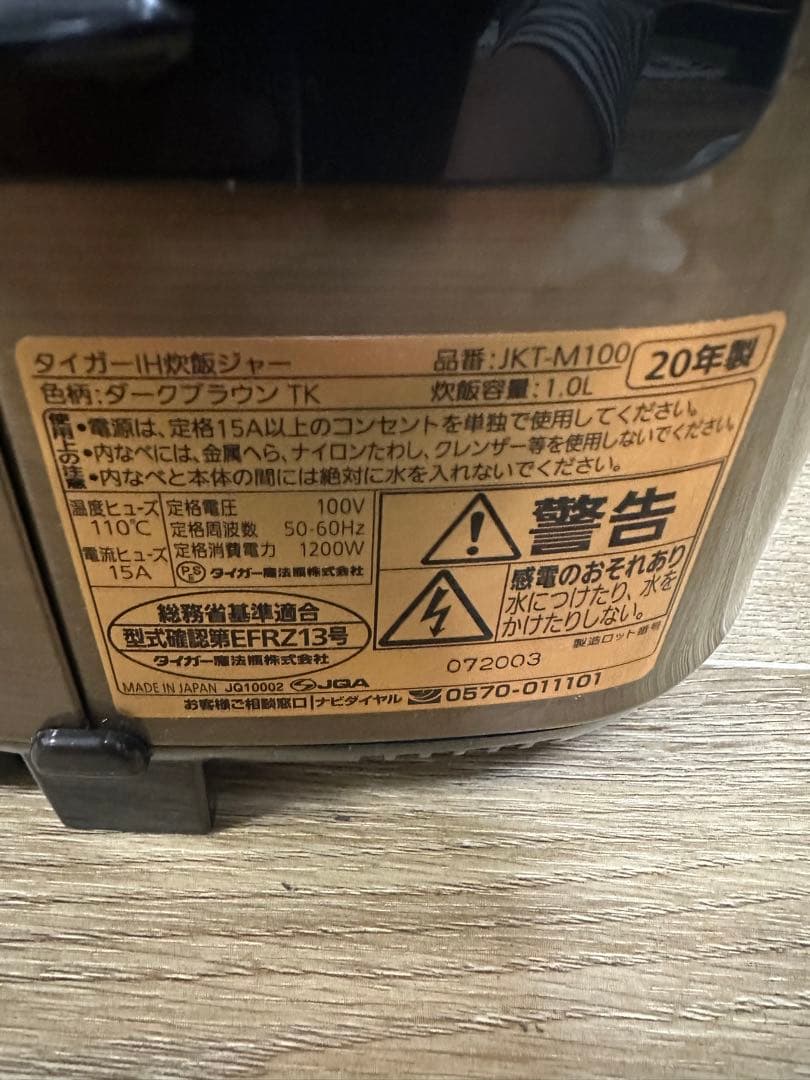 タイガーIH炊飯ジャー 品番:JKT-M100 20年製
色柄:ダークブラウン TK 炊飯容量:1.0L
使用上の注意
・電源は、定格15A以上のコンセントを単独で使用してください。
・内なべには、金属へら、ナイロンたわし、クレンザー等を使用しないでください。
・内なべと本体の間には絶対に水を入れないでください。
温度ヒューズ
110℃
電流ヒューズ
15A
定格電圧 100V
定格周波数 50-60Hz
定格消費電力 1200W
PSE タイガー魔法瓶株式会社
警告
感電のおそれあり
水につけたり、水を
かけたりしない。
総務省基準適合
型式確認第EFRZ13号
タイガー魔法瓶株式会社
製造ロット番号
072003
MADE IN JAPAN JQ10002 JQA
お客様ご相談窓口 ナビダイヤル 0570-011101